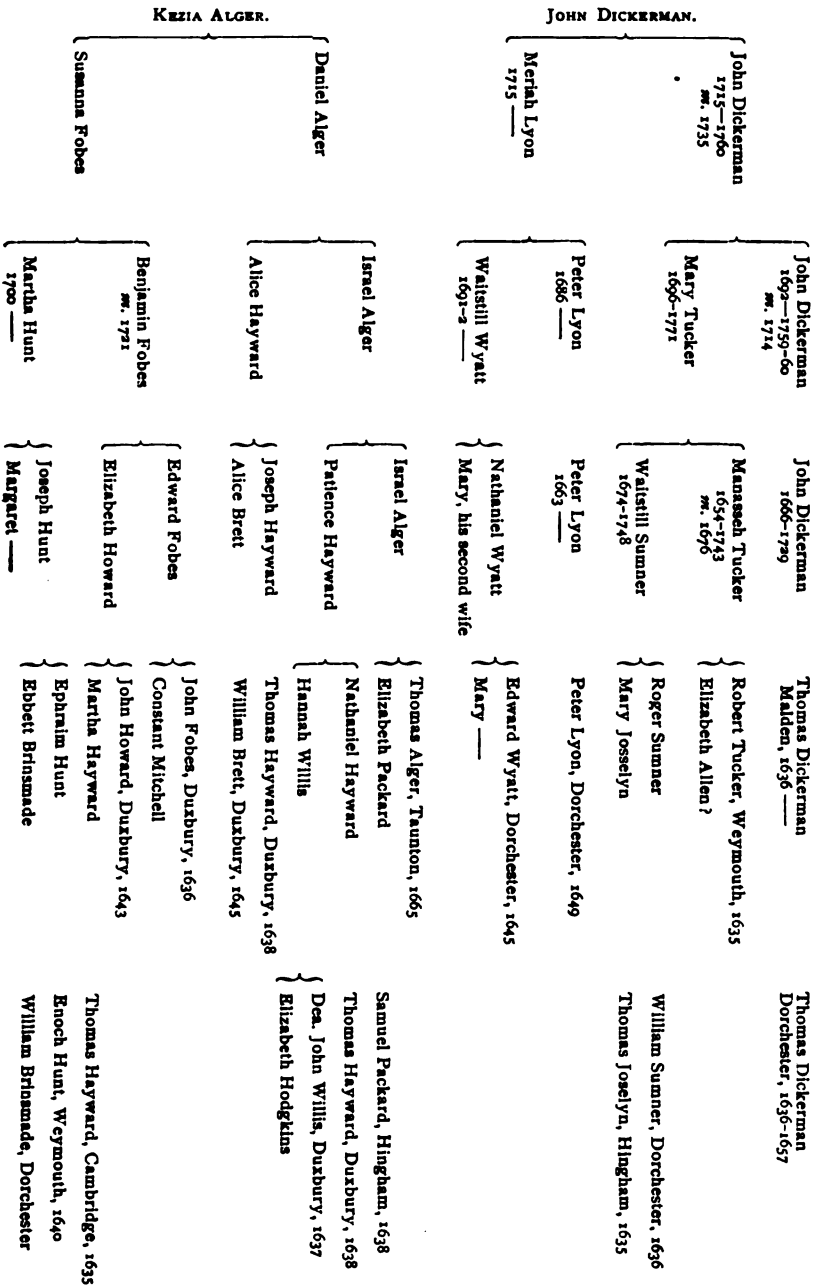 JOHN DICKERMAN.
KEZIA ALGER.
John Dickerman
1715—1760
m. 1735
Meriah Lyon
1715 —
Daniel Alger
Susanna Fobes
John Dickerman
1692—1759-60
m. 1714
Mary Tucker
1696-1771
Peter Lyon
1686 —
Waitstill Wyatt
1691-2 —
Israel Alger
Alice Hayward
Benjamin Fobes
m. 1721
Martha Hunt
1700 —
John Dickerman
1666-1729
Manasseh Tucker
1654-1743
m. 1676
Waitstill Sumner
1674-1748
Peter Lyon
1663 —
Nathaniel Wyatt
Mary, his second wife
Israel Alger
Patience Hayward
Joseph Hayward
Alice Brett
Edward Fobes
Elizabeth Howard
Joseph Hunt
Margaret —
Thomas Dickerman
Malden, 1636 —
Robert Tucker, Weymouth, 1635
Elizabeth Allen?
Roger Sumner
Mary Josselyn
Peter Lyon, Dorchester, 1649
Edward Wyatt, Dorchester, 1645
Mary —
Thomas Alger, Taunton, 1665
Elizabeth Packard
Nathaniel Hayward
Hannah Willis
Thomas Hayward, Duxbury, 1638
William Brett, Duxbury, 1645
John Fobes, Duxbury, 1636
Constant Mitchell
John Howard, Duxbury, 1643
Martha Hayward
Ephraim Hunt
Ebbett Brinsmade
Thomas Dickerman
Dorchester, 1636-1657
William Sumner, Dorchester, 1636
Thomas Joselyn, Hingham, 1635
Samuel Packard, Hingham, 1638
Thomas Hayward, Duxbury, 1638
Dea. John Willis, Duxbury, 1637
Elizabeth Hodgkins
Thomas Hayward, Cambridge, 1635
Enoch Hunt, Weymouth, 1640
William Brinsmade, Dorchester